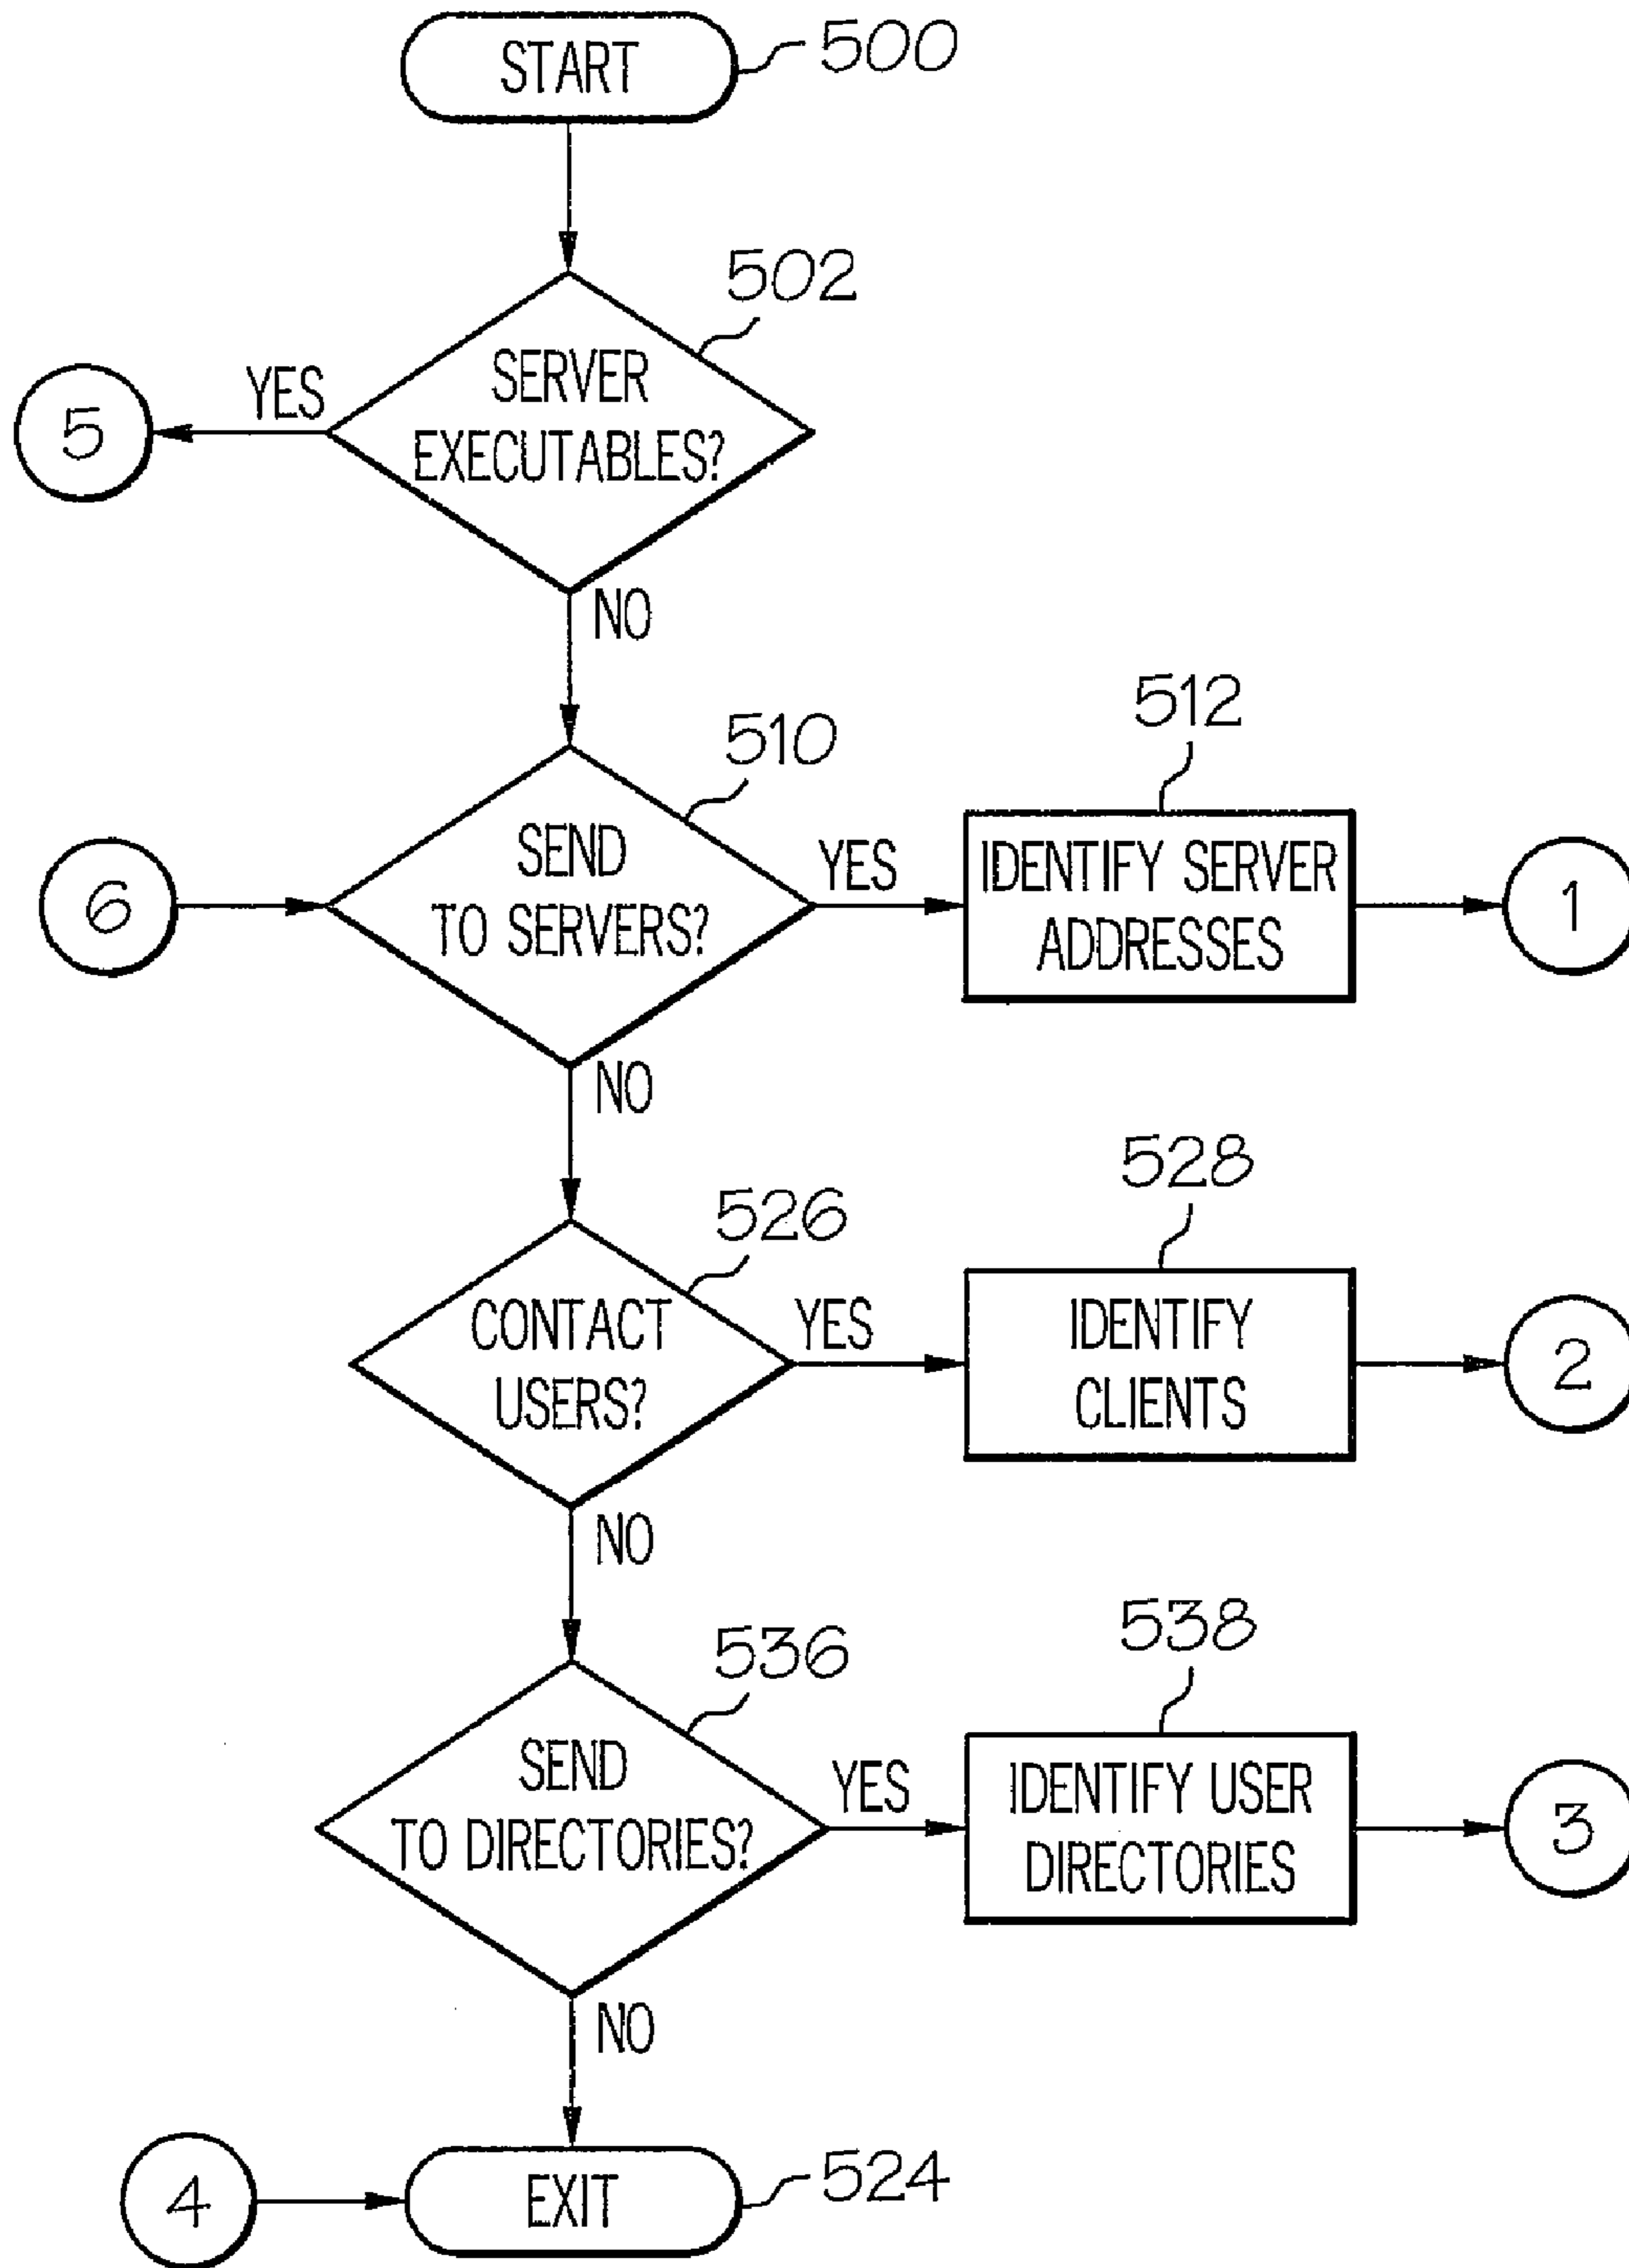 START
500
502
SERVER
EXECUTABLES?
YES
5
NO
510
512
6
SEND
TO SERVERS?
YES
IDENTIFY SERVER
ADDRESSES
1
NO
526
528
CONTACT
USERS?
YES
IDENTIFY
CLIENTS
2
NO
536
538
SEND
TO DIRECTORIES?
YES
IDENTIFY USER
DIRECTORIES
3
NO
4
EXIT
524